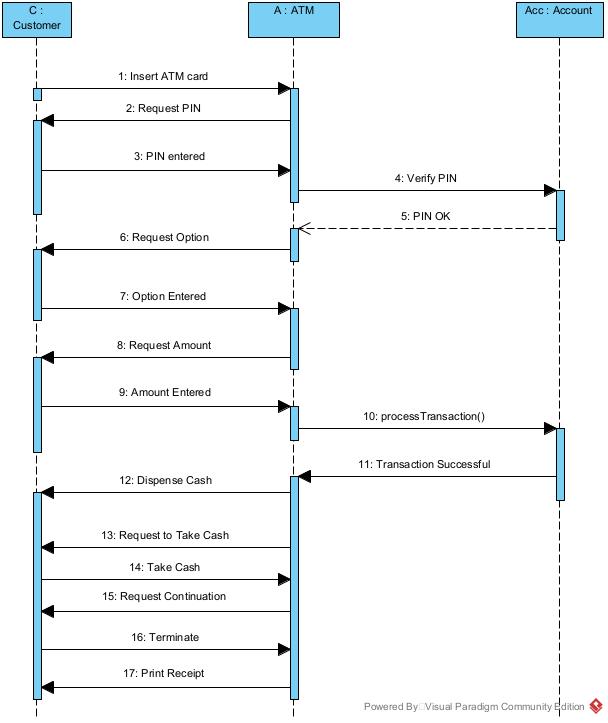 C :
Customer
A : ATM
Acc : Account
1: Insert ATM card
2: Request PIN
3: PIN entered
4: Verify PIN
5: PIN OK
6: Request Option
7: Option Entered
8: Request Amount
9: Amount Entered
10: processTransaction()
11: Transaction Successful
12: Dispense Cash
13: Request to Take Cash
14: Take Cash
15: Request Continuation
16: Terminate
17: Print Receipt
Powered By Visual Paradigm Community Edition